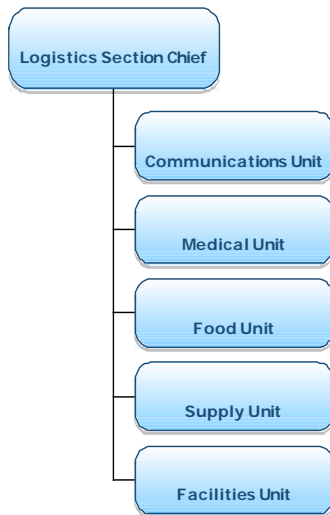 Logistics Section Chief
Communications Unit
Medical Unit
Food Unit
Supply Unit
Facilities Unit